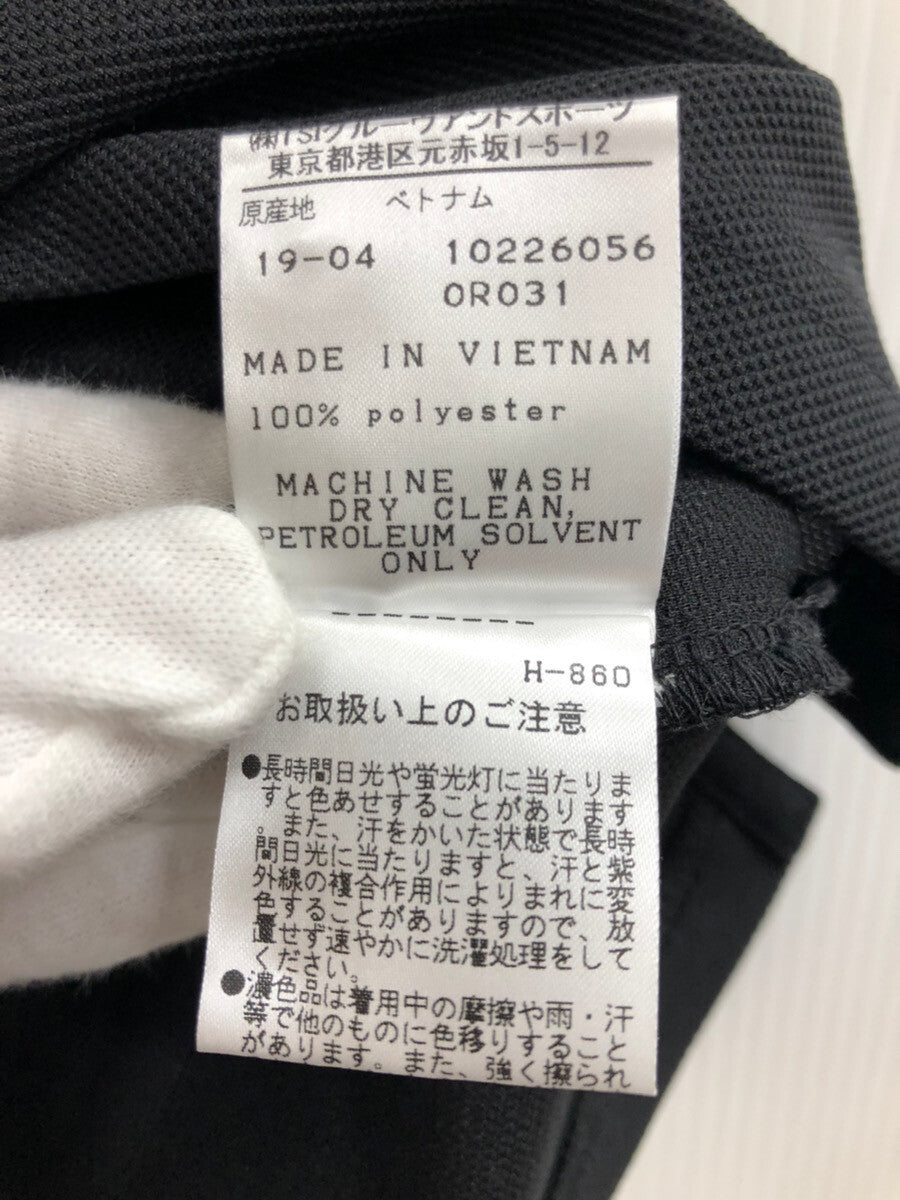 (株)TSIグルーヴアンドスポーツ
東京都港区元赤坂1-5-12
原産地 ベトナム
19-04 10226056
0R031
MADE IN VIETNAM
100% polyester
MACHINE WASH
DRY CLEAN,
PETROLEUM SOLVENT
ONLY
--------
H-860
お取扱い上のご注意
●長時間日光や蛍光灯に当たりま
すと色あせすることがあります
。また、汗をかいた状態で長時
間日光に当たりますと、汗と紫
外線の複合作用によりまれに変
色することがありますので、放
置せず速やかに洗濯処理をして
ください。
●濃色品は着用中の摩擦や雨・汗
等で他のものに色移りすること
があります。また、強く擦られ